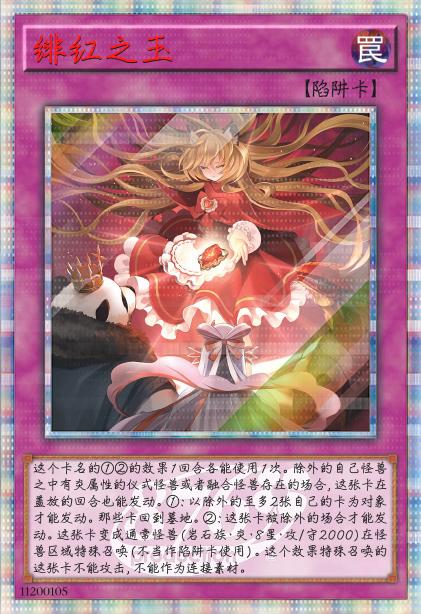 绯红之玉
罠
【陷阱卡】
这个卡名的①②的效果1回合各能使用1次。除外的自己怪兽
之中有炎属性的仪式怪兽或者融合怪兽存在的场合,这张卡在
盖放的回合也能发动。①:以除外的至多2张自己的卡为对象
才能发动。那些卡回到墓地。②:这张卡被除外的场合才能发
动。这张卡变成通常怪兽(岩石族·炎·8星·攻/守2000)在怪
兽区域特殊召唤(不当作陷阱卡使用)。这个效果特殊召唤的
这张卡不能攻击,不能作为连接素材。
11200105